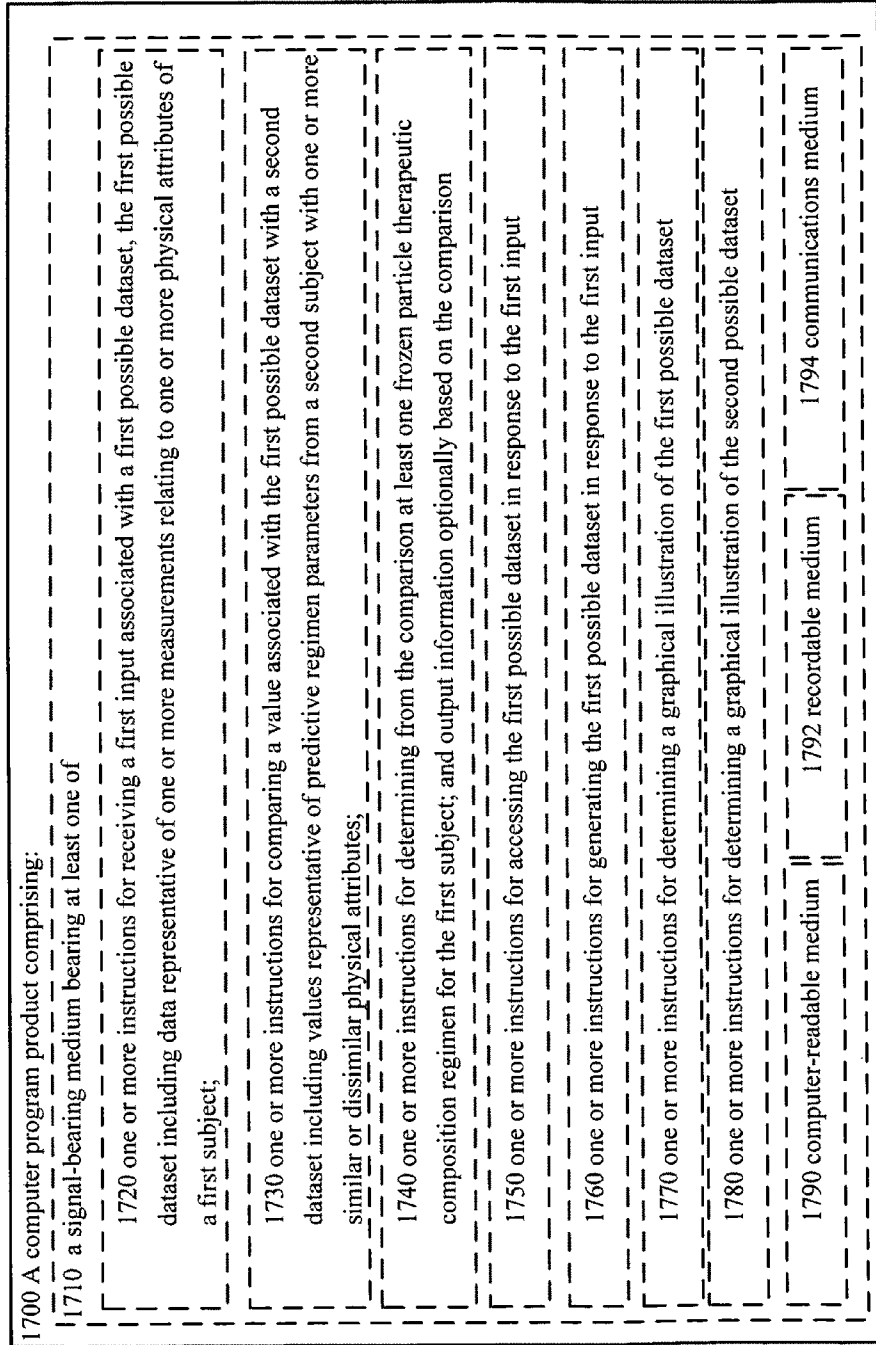 1700 A computer program product comprising:
1710 a signal-bearing medium bearing at least one of
1720 one or more instructions for receiving a first input associated with a first possible dataset, the first possible
dataset including data representative of one or more measurements relating to one or more physical attributes of
a first subject;
1730 one or more instructions for comparing a value associated with the first possible dataset with a second
dataset including values representative of predictive regimen parameters from a second subject with one or more
similar or dissimilar physical attributes;
1740 one or more instructions for determining from the comparison at least one frozen particle therapeutic
composition regimen for the first subject; and output information optionally based on the comparison
1750 one or more instructions for accessing the first possible dataset in response to the first input
1760 one or more instructions for generating the first possible dataset in response to the first input
1770 one or more instructions for determining a graphical illustration of the first possible dataset
1780 one or more instructions for determining a graphical illustration of the second possible dataset
1790 computer-readable medium
1792 recordable medium
1794 communications medium